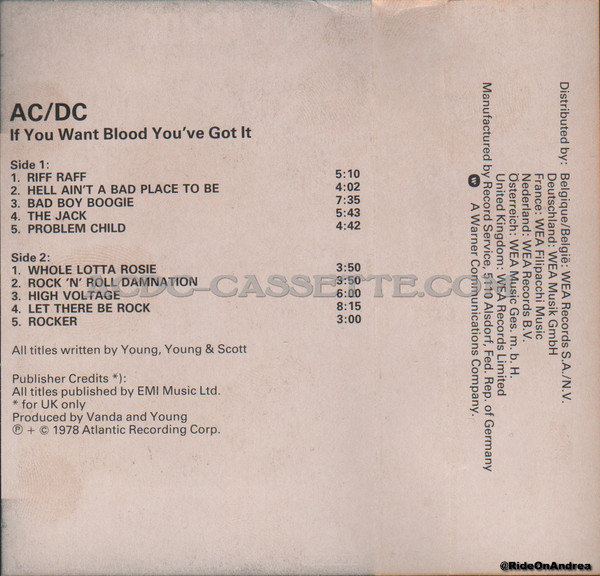 AC/DC
If You Want Blood You've Got It
Side 1:
1. RIFF RAFF 5:10
2. HELL AIN'T A BAD PLACE TO BE 4:02
3. BAD BOY BOOGIE 7:35
4. THE JACK 5:43
5. PROBLEM CHILD 4:42
Side 2:
1. WHOLE LOTTA ROSIE 3:50
2. ROCK 'N' ROLL DAMNATION 3:50
3. HIGH VOLTAGE 6:00
4. LET THERE BE ROCK 8:15
5. ROCKER 3:00
ACDC-CASSETTE.COM
All titles written by Young, Young & Scott
Publisher Credits *):
All titles published by EMI Music Ltd.
* for UK only
Produced by Vanda and Young
℗ + © 1978 Atlantic Recording Corp.
Distributed by: Belgique/België: WEA Records S.A./N.V.
Deutschland: WEA Musik GmbH
France: WEA Filipacchi Music
Nederland: WEA Records B.V.
Österreich: WEA Music Ges. m. b. H.
United Kingdom: WEA Records Limited
Manufactured by Record Service, 5110 Alsdorf, Fed. Rep. of Germany
A Warner Communications Company.
@RideOnAndrea